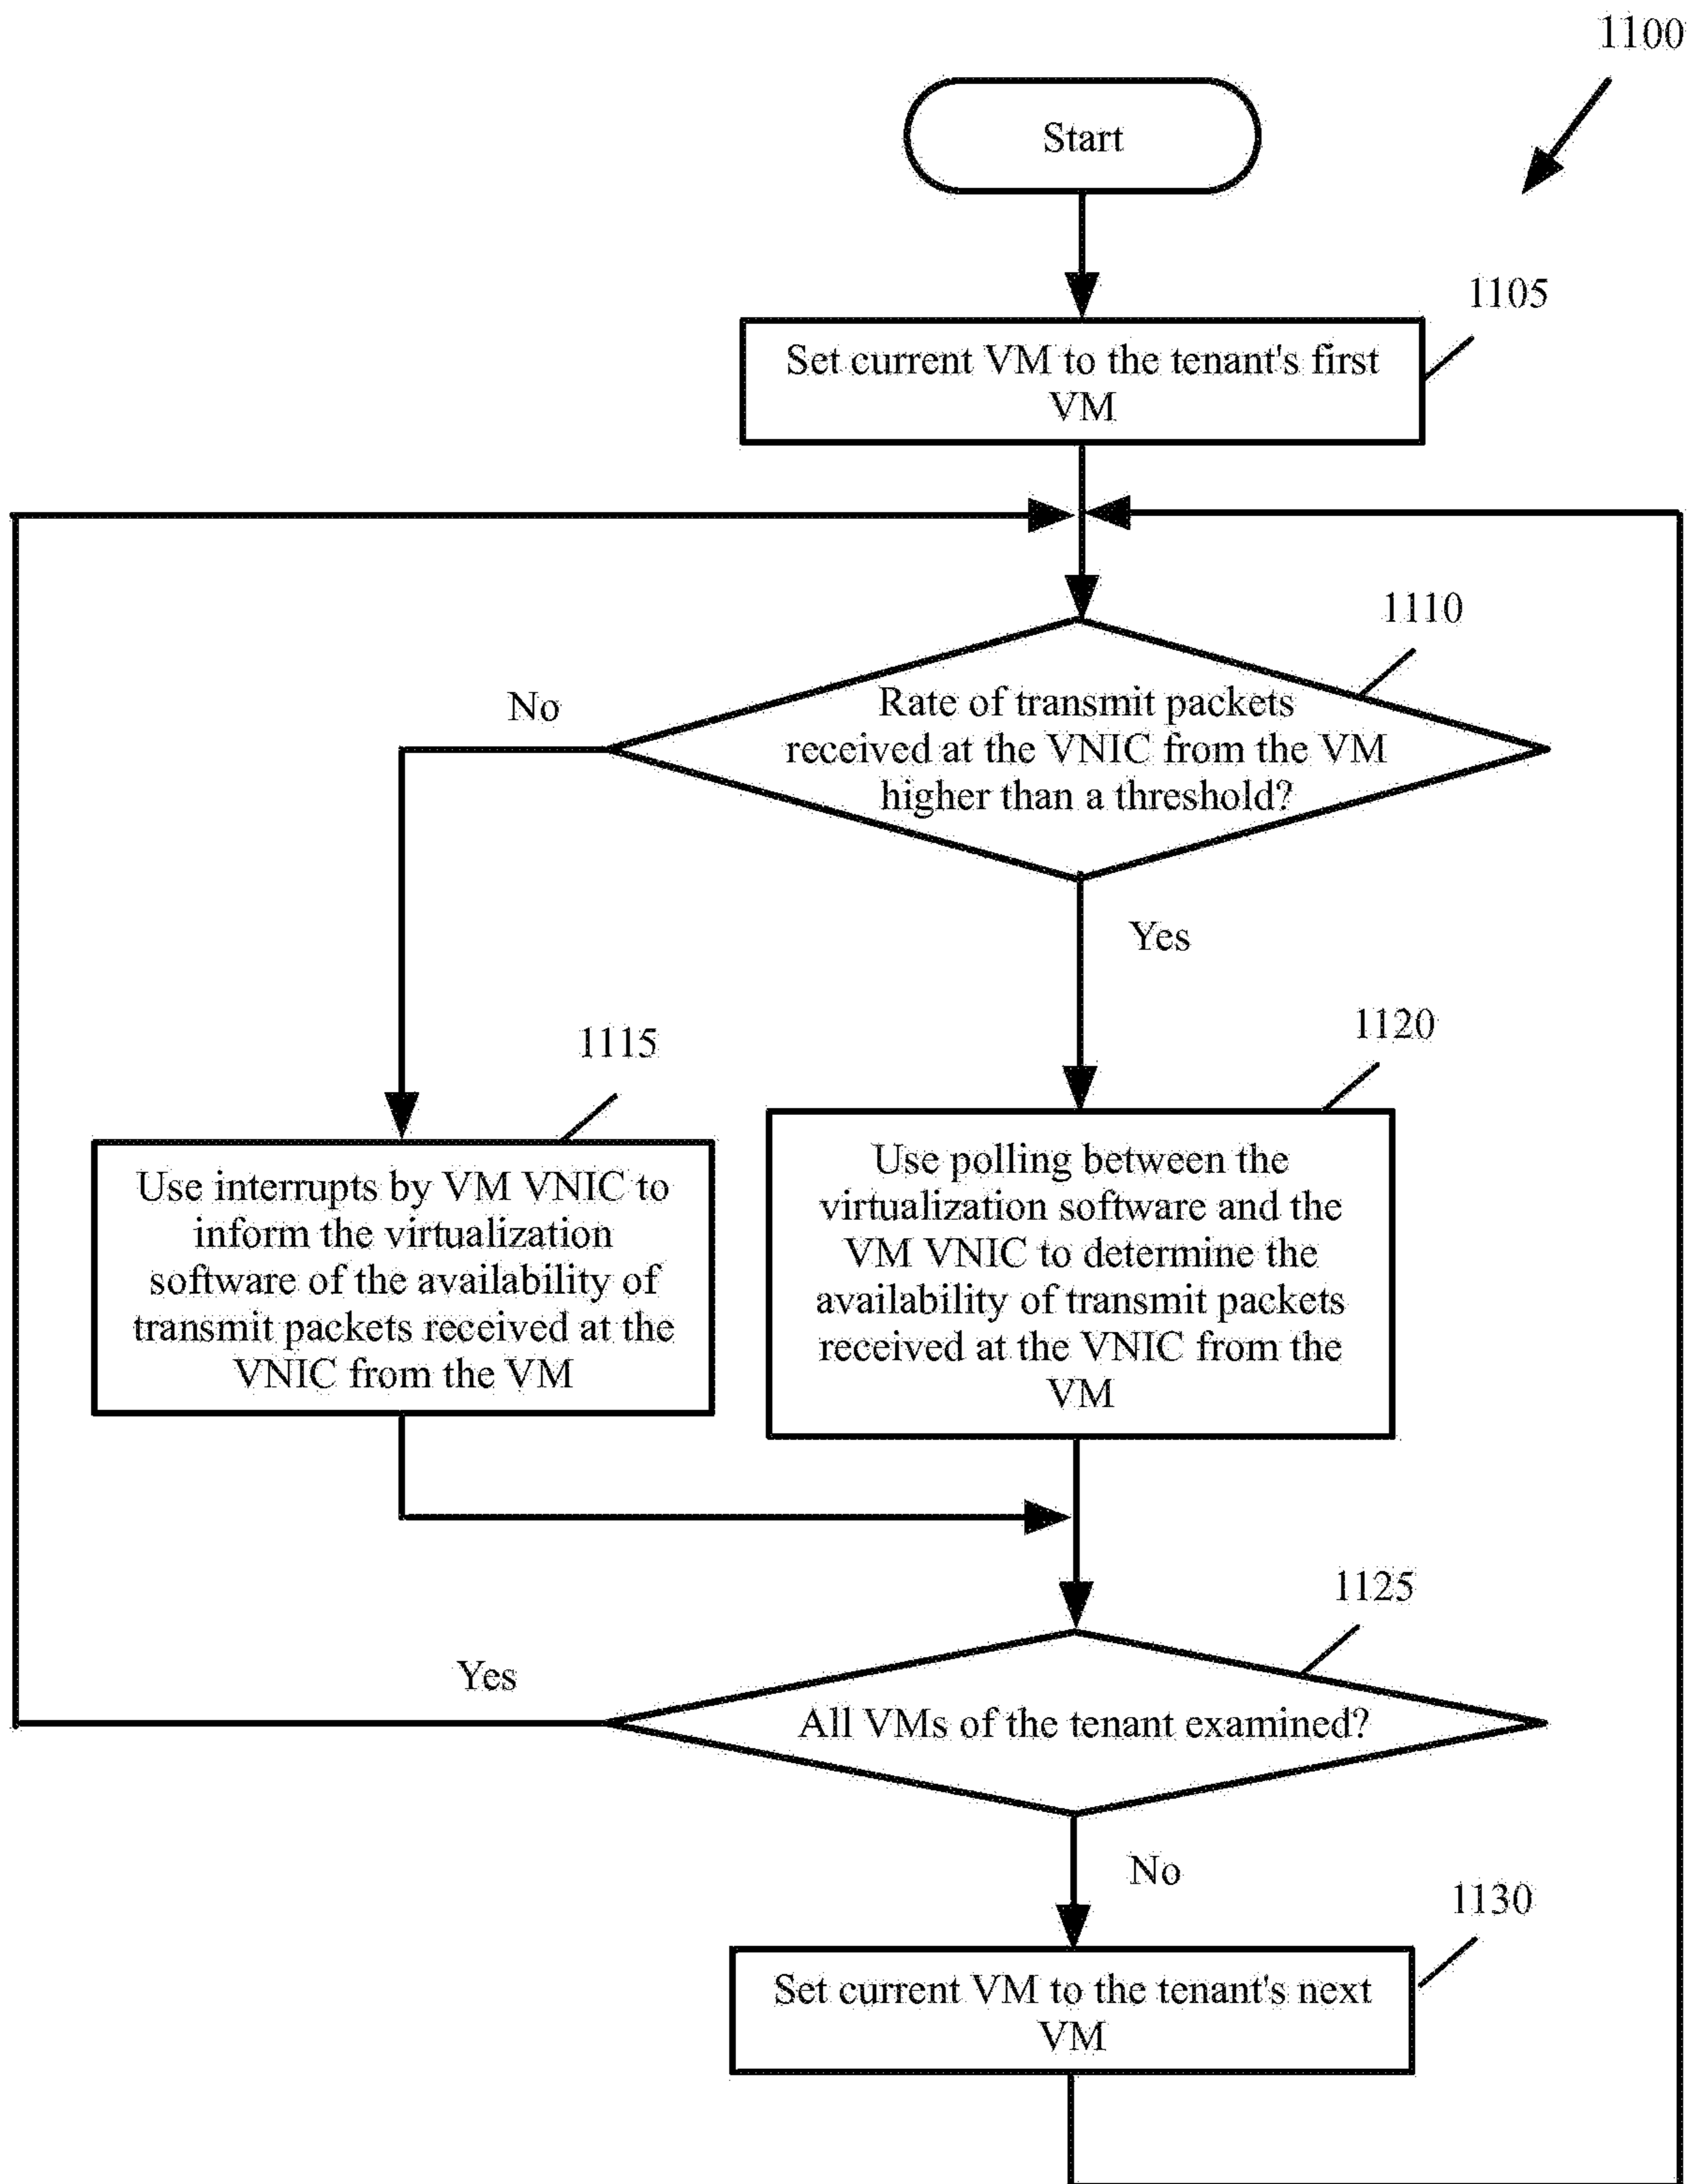 1100
Start
1105
Set current VM to the tenant's first
VM
1110
Rate of transmit packets
received at the VNIC from the VM
higher than a threshold?
No
Yes
1115
Use interrupts by VM VNIC to
inform the virtualization
software of the availability of
transmit packets received at the
VNIC from the VM
1120
Use polling between the
virtualization software and the
VM VNIC to determine the
availability of transmit packets
received at the VNIC from the
VM
1125
Yes
All VMs of the tenant examined?
No
1130
Set current VM to the tenant's next
VM